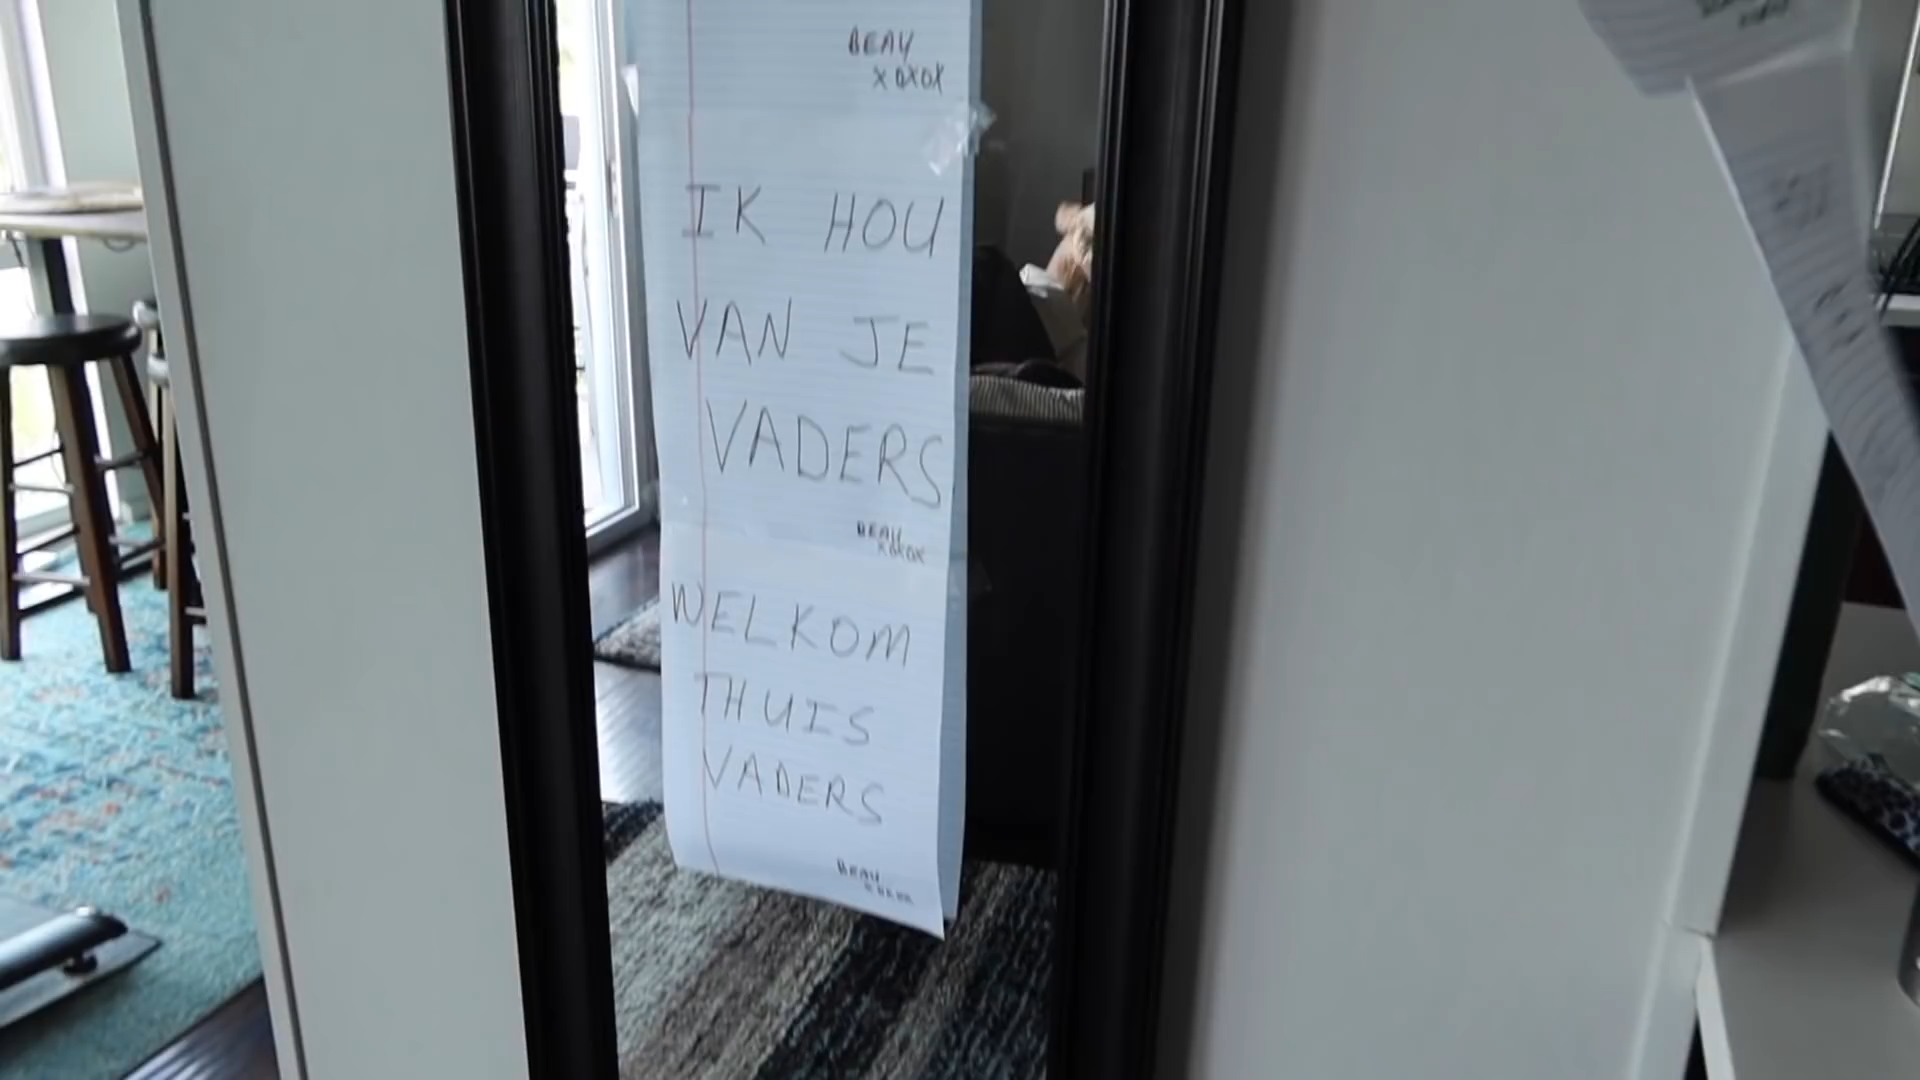 BEAU
XOXOX
IK HOU
VAN JE
VADERS
BEAU
XOXOX
WELKOM
THUIS
VADERS
BEAU